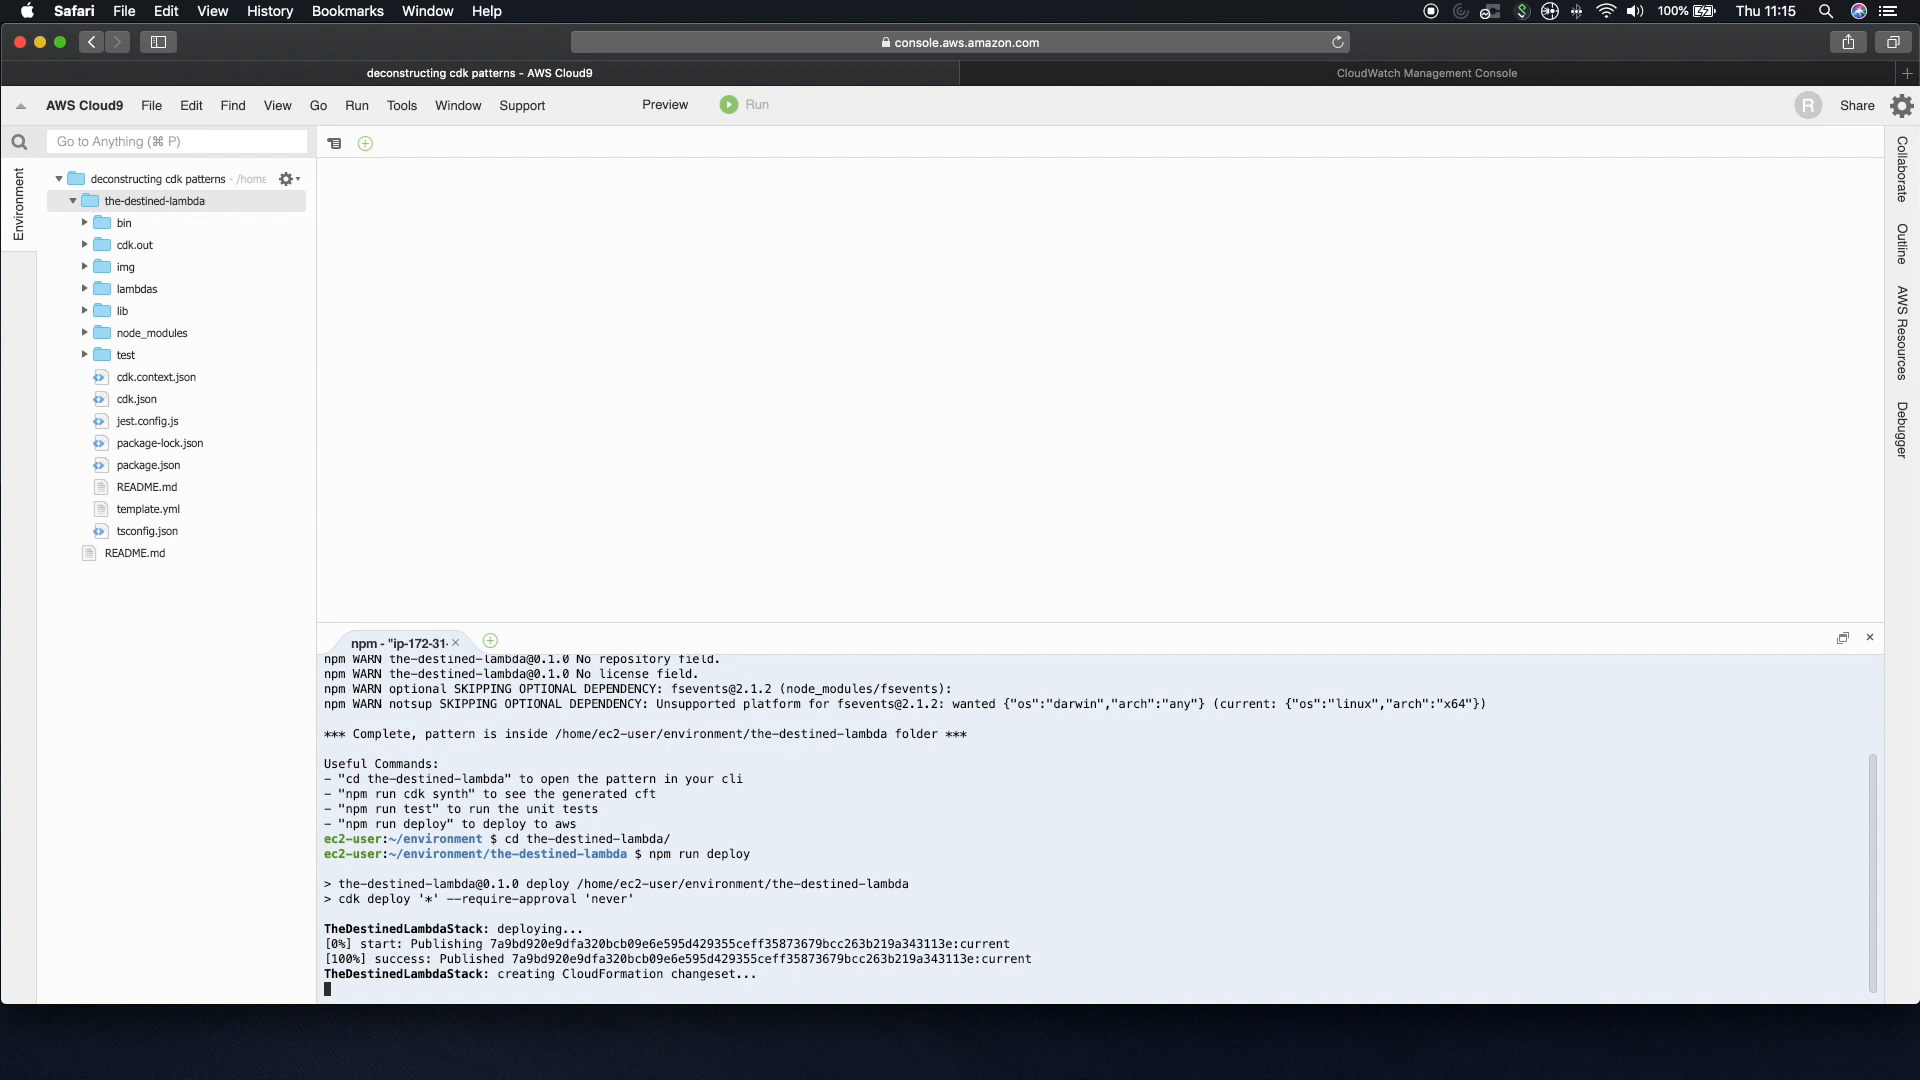 Safari File Edit View History Bookmarks Window Help 100% Thu 11:15
console.aws.amazon.com
deconstructing cdk patterns - AWS Cloud9 CloudWatch Management Console
AWS Cloud9 File Edit Find View Go Run Tools Window Support Preview Run R Share
Go to Anything (⌘ P)
Environment
deconstructing cdk patterns - /home
the-destined-lambda
bin
cdk.out
img
lambdas
lib
node_modules
test
cdk.context.json
cdk.json
jest.config.js
package-lock.json
package.json
README.md
template.yml
tsconfig.json
README.md
Collaborate
Outline
AWS Resources
Debugger
npm - "ip-172-31-
npm WARN the-destined-lambda@0.1.0 No repository field.
npm WARN the-destined-lambda@0.1.0 No license field.
npm WARN optional SKIPPING OPTIONAL DEPENDENCY: fsevents@2.1.2 (node_modules/fsevents):
npm WARN notsup SKIPPING OPTIONAL DEPENDENCY: Unsupported platform for fsevents@2.1.2: wanted {"os":"darwin","arch":"any"} (current: {"os":"linux","arch":"x64"})
*** Complete, pattern is inside /home/ec2-user/environment/the-destined-lambda folder ***
Useful Commands:
- "cd the-destined-lambda" to open the pattern in your cli
- "npm run cdk synth" to see the generated cft
- "npm run test" to run the unit tests
- "npm run deploy" to deploy to aws
ec2-user:~/environment $ cd the-destined-lambda/
ec2-user:~/environment/the-destined-lambda $ npm run deploy
> the-destined-lambda@0.1.0 deploy /home/ec2-user/environment/the-destined-lambda
> cdk deploy '*' --require-approval 'never'
TheDestinedLambdaStack: deploying...
[0%] start: Publishing 7a9bd920e9dfa320bcb09e6e595d429355ceff35873679bcc263b219a343113e:current
[100%] success: Published 7a9bd920e9dfa320bcb09e6e595d429355ceff35873679bcc263b219a343113e:current
TheDestinedLambdaStack: creating CloudFormation changeset...